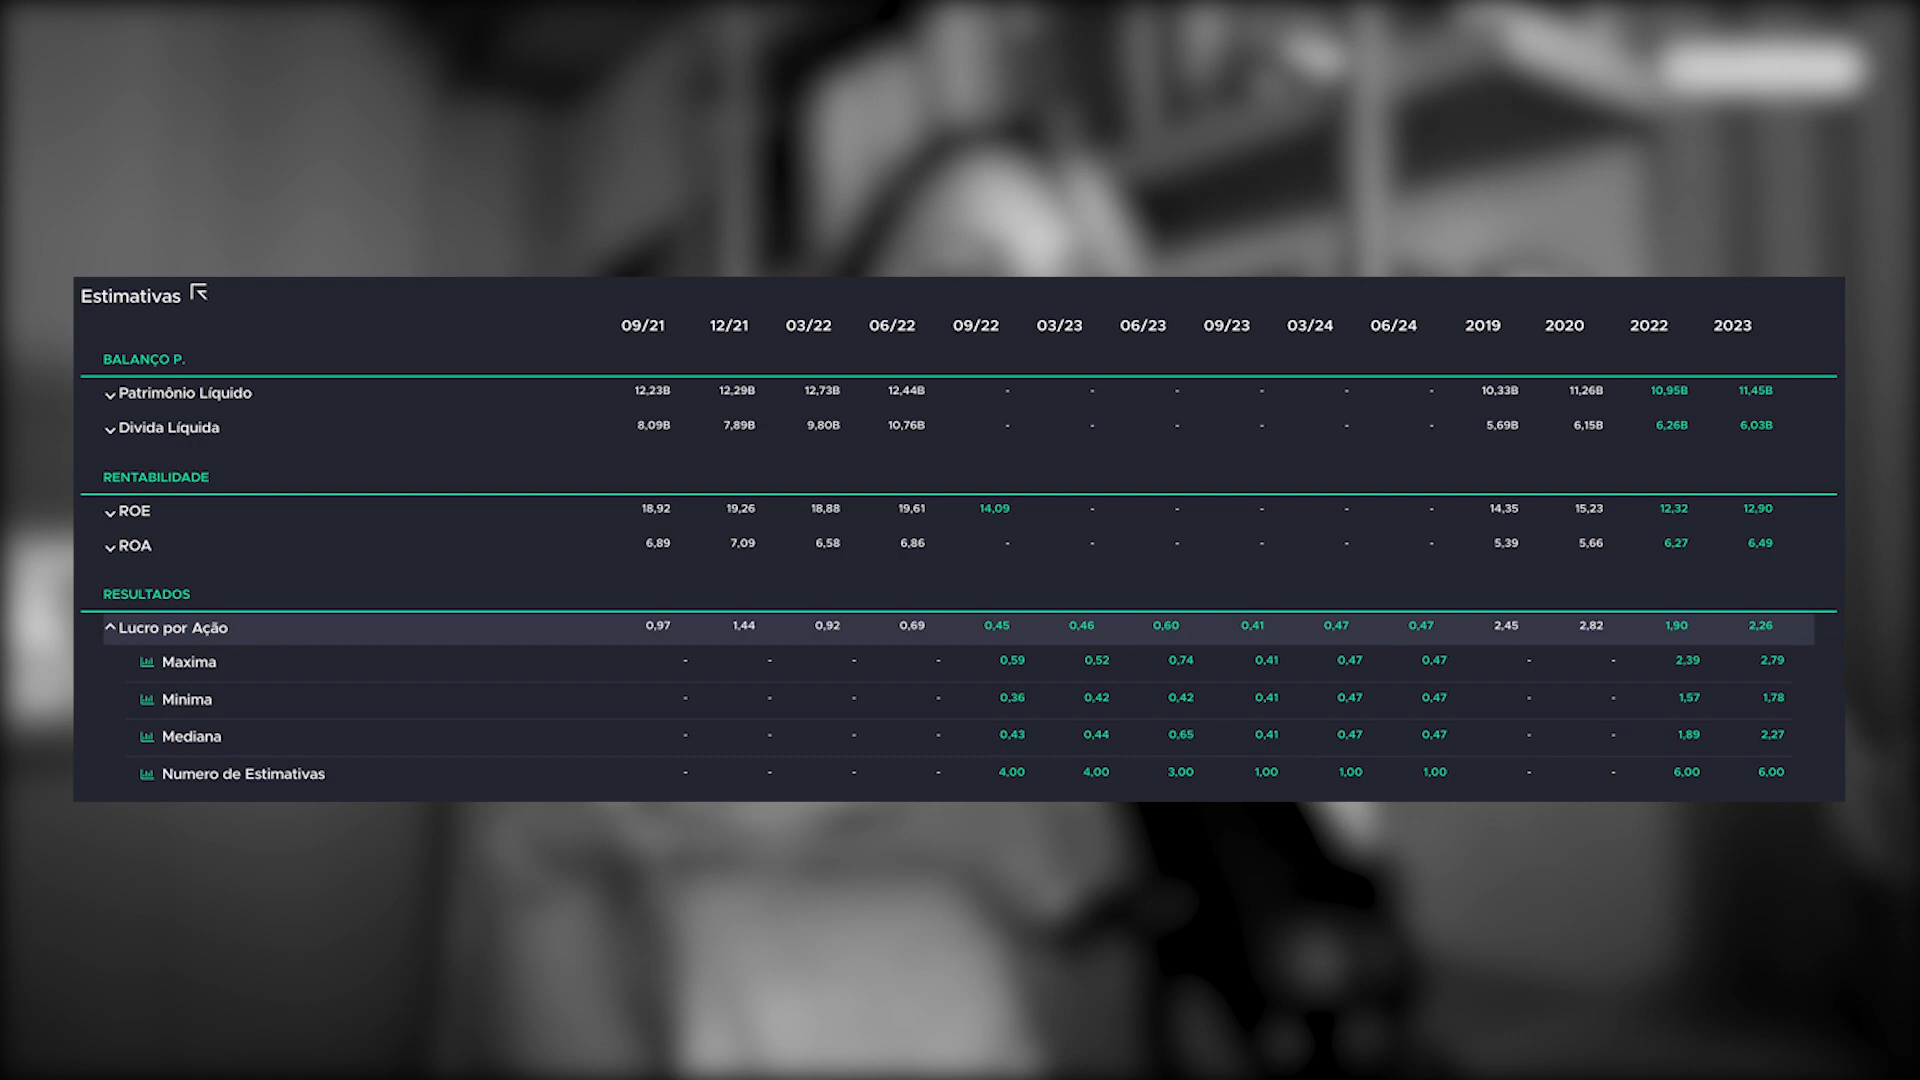 Estimativas
09/21 12/21 03/22 06/22 09/22 03/23 06/23 09/23 03/24 06/24 2019 2020 2022 2023
BALANÇO P.
Patrimônio Líquido 12,23B 12,29B 12,73B 12,44B - - - - - - 10,33B 11,26B 10,95B 11,45B
Divida Líquida 8,09B 7,89B 9,80B 10,76B - - - - - - 5,69B 6,15B 6,26B 6,03B
RENTABILIDADE
ROE 18,92 19,26 18,88 19,61 14,09 - - - - - 14,35 15,23 12,32 12,90
ROA 6,89 7,09 6,58 6,86 - - - - - - 5,39 5,66 6,27 6,49
RESULTADOS
Lucro por Ação 0,97 1,44 0,92 0,69 0,45 0,46 0,60 0,41 0,47 0,47 2,45 2,82 1,90 2,26
Maxima - - - - 0,59 0,52 0,74 0,41 0,47 0,47 - - 2,39 2,79
Minima - - - - 0,36 0,42 0,42 0,41 0,47 0,47 - - 1,57 1,78
Mediana - - - - 0,43 0,44 0,65 0,41 0,47 0,47 - - 1,89 2,27
Numero de Estimativas - - - - 4,00 4,00 3,00 1,00 1,00 1,00 - - 6,00 6,00